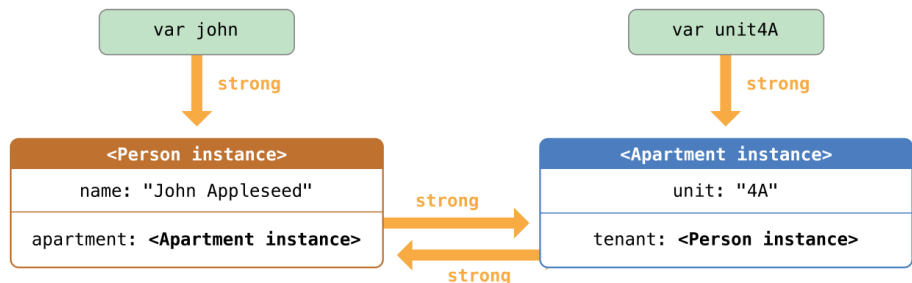 var john
var unit4A
strong
strong
<Person instance>
<Apartment instance>
name: "John Appleseed"
unit: "4A"
strong
apartment: <Apartment instance>
tenant: <Person instance>
strong